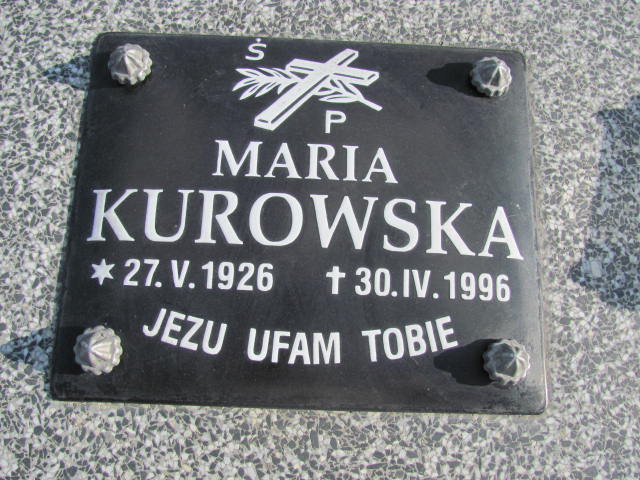 Ś
P
MARIA
KUROWSKA
* 27. V. 1926 † 30. IV. 1996
JEZU UFAM TOBIE